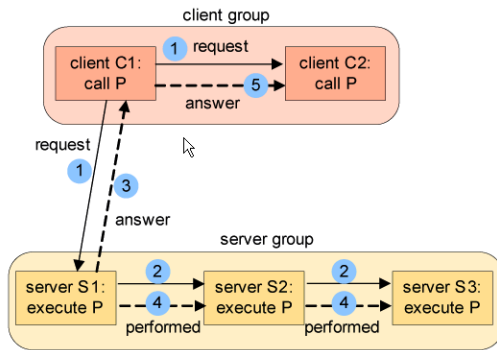 client group
1 request
client C1:
call P
client C2:
call P
5
answer
request
1
3
answer
server group
server S1:
execute P
2
4
performed
server S2:
execute P
2
4
performed
server S3:
execute P